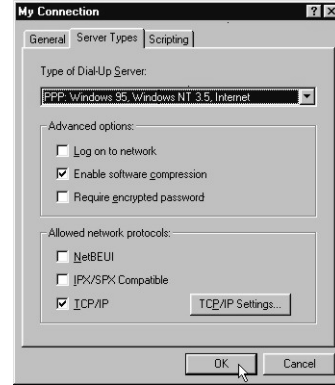 My Connection
General Server Types Scripting
Type of Dial-Up Server:
PPP: Windows 95, Windows NT 3.5, Internet
Advanced options:
Log on to network
Enable software compression
Require encrypted password
Allowed network protocols:
NetBEUI
IPX/SPX Compatible
TCP/IP TCP/IP Settings...
OK Cancel